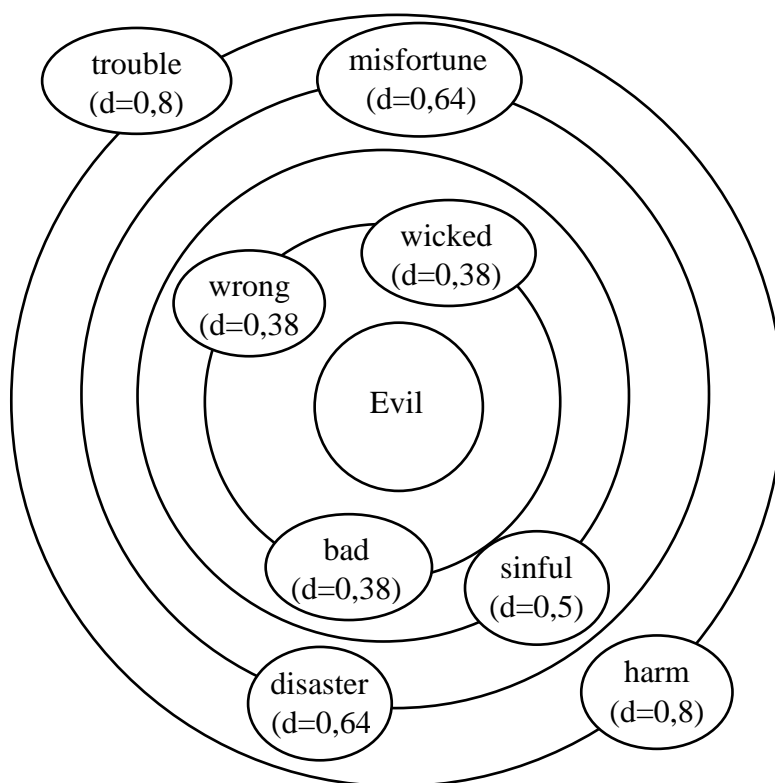 trouble
(d=0,8)
misfortune
(d=0,64)
wicked
(d=0,38)
wrong
(d=0,38
Evil
bad
(d=0,38)
sinful
(d=0,5)
disaster
(d=0,64
harm
(d=0,8)